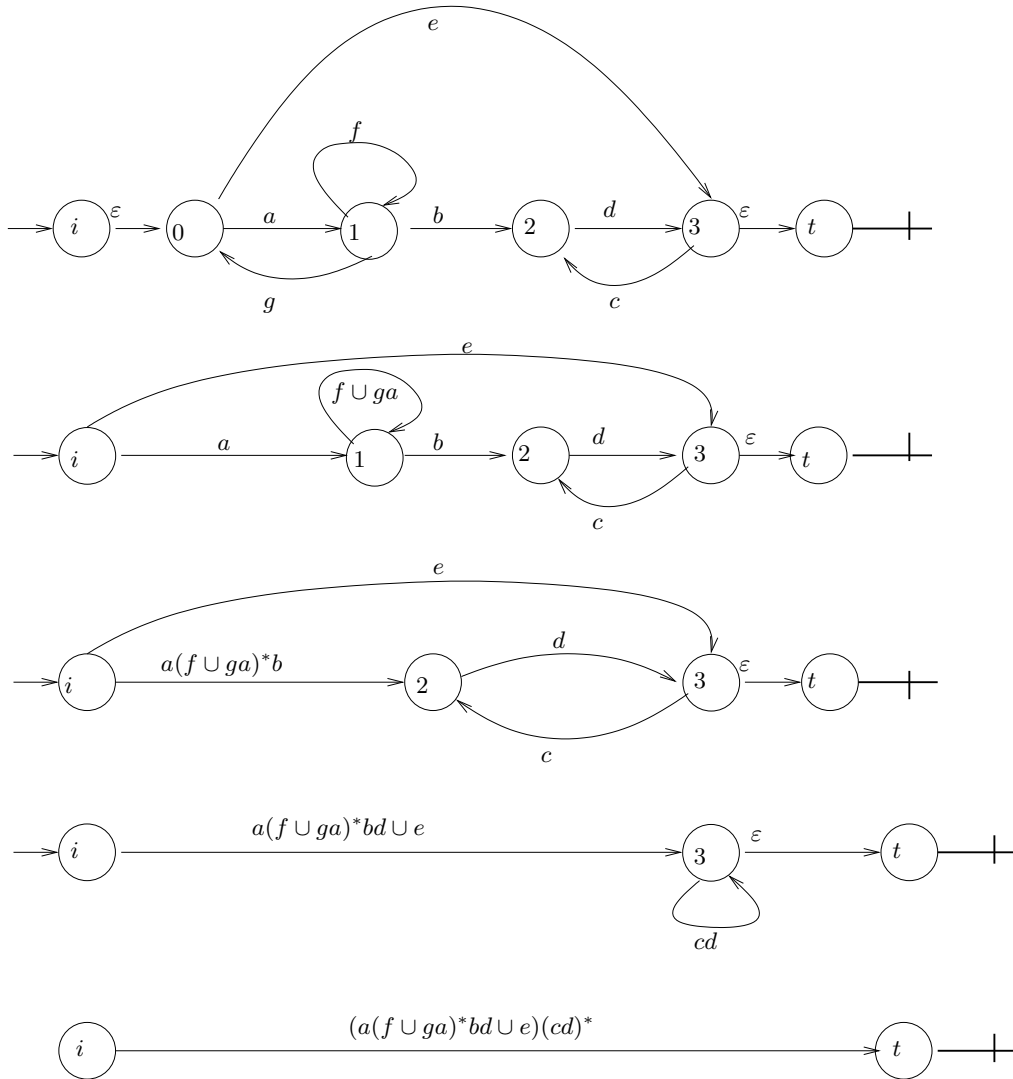 e
f
i ε 0 a 1 b 2 d 3 ε t
g c
e
f ∪ ga
i a 1 b 2 d 3 ε t
c
e
i a(f ∪ ga)*b 2 d 3 ε t
c
i a(f ∪ ga)*bd ∪ e 3 ε t
cd
i (a(f ∪ ga)*bd ∪ e)(cd)* t